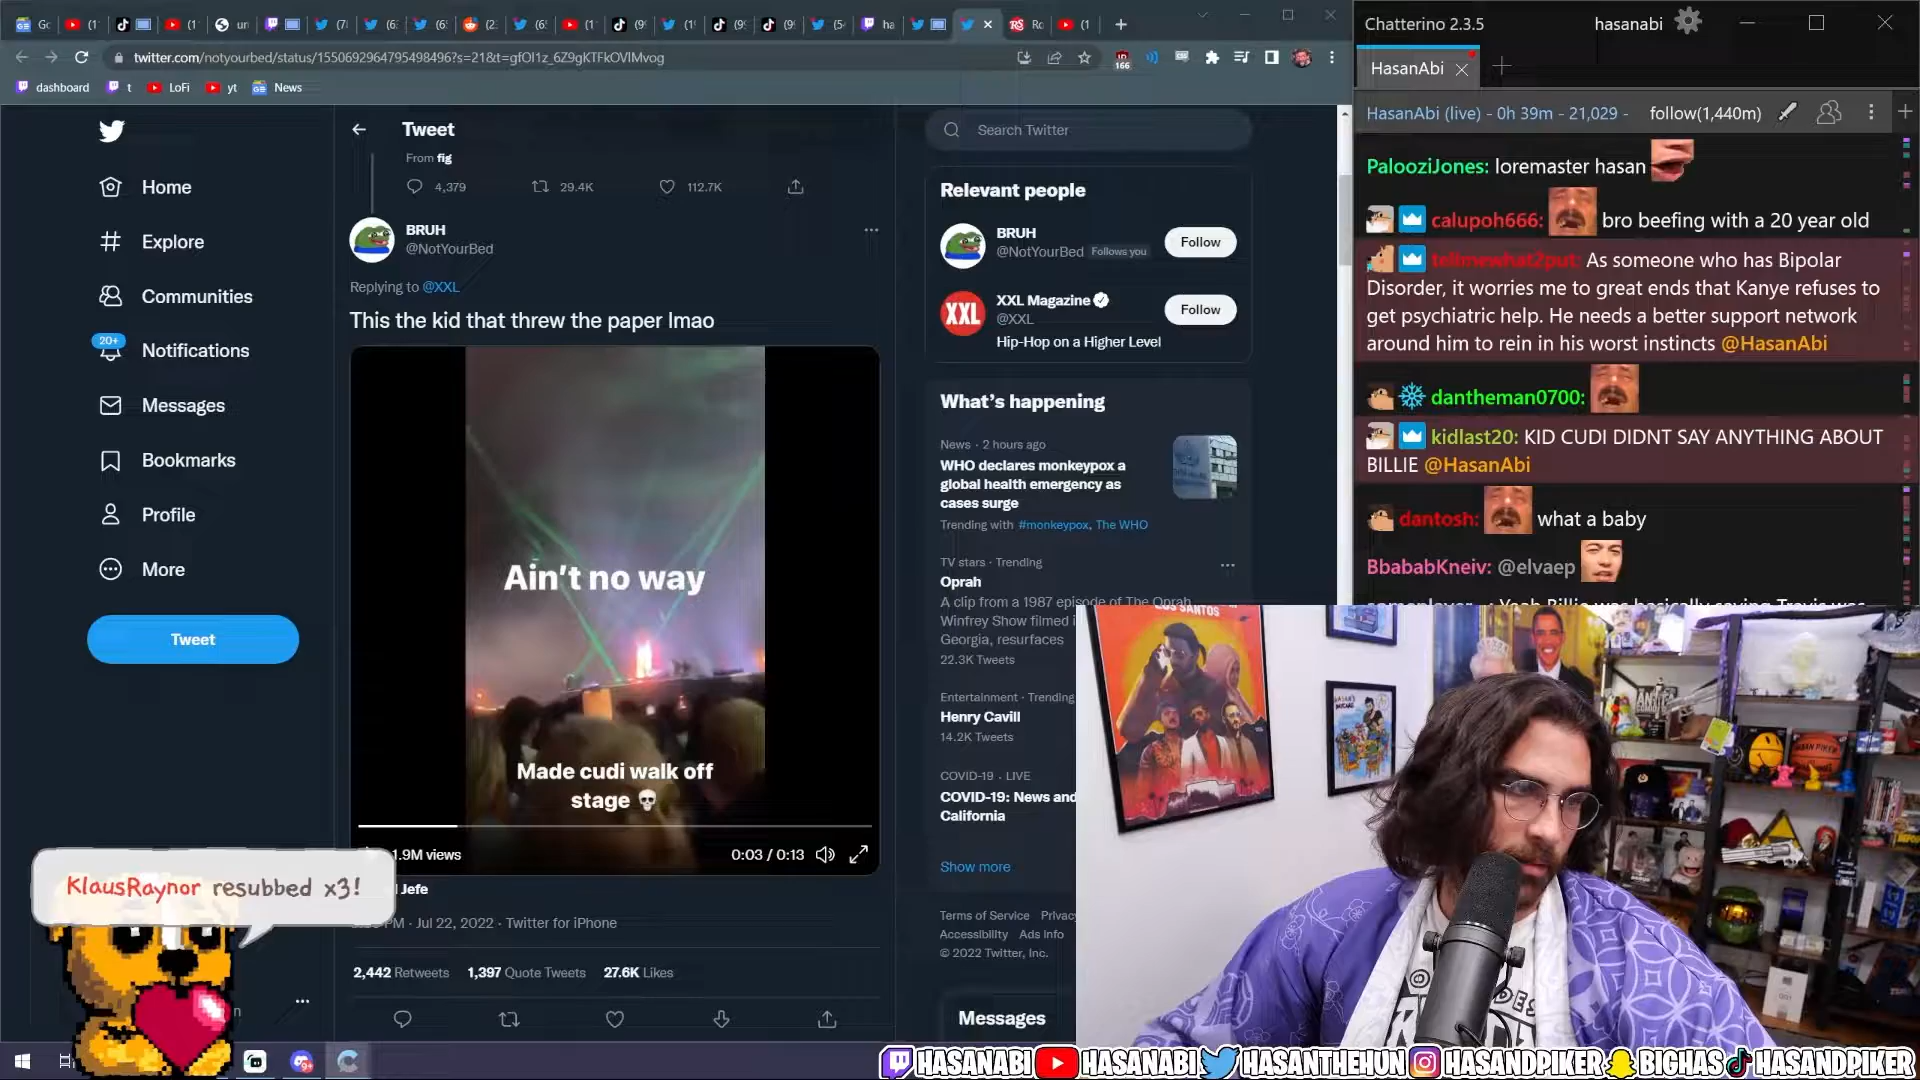 Chatterino 2.3.5
hasanabi
twitter.com/notyourbed/status/1550692964795498496?s=21&t=gfOl1z_6Z9gKTFkOVlMvog
dashboard
t
LoFi
yt
News
HasanAbi
HasanAbi (live) - 0h 39m - 21,029 -
follow(1,440m)
Home
Explore
Communities
20+
Notifications
Messages
Bookmarks
Profile
More
Tweet
Tweet
From fig
4,379
29.4K
112.7K
BRUH
@NotYourBed
Replying to @XXL
This the kid that threw the paper lmao
Ain't no way
Made cudi walk off
stage
1.9M views
0:03 / 0:13
Jefe
PM · Jul 22, 2022 · Twitter for iPhone
2,442 Retweets
1,397 Quote Tweets
27.6K Likes
Search Twitter
Relevant people
BRUH
@NotYourBed Follows you
Follow
XXL
XXL Magazine
@XXL
Follow
Hip-Hop on a Higher Level
What's happening
News · 2 hours ago
WHO declares monkeypox a
global health emergency as
cases surge
Trending with #monkeypox, The WHO
TV stars · Trending
Oprah
A clip from a 1987 episode of The Oprah
Winfrey Show filmed i
Georgia, resurfaces
22.3K Tweets
Entertainment · Trending
Henry Cavill
14.2K Tweets
COVID-19 · LIVE
COVID-19: News and
California
Show more
Terms of Service
Privacy
Accessibility
Ads info
© 2022 Twitter, Inc.
Messages
PalooziJones: loremaster hasan
calupoh666: bro beefing with a 20 year old
tellmewhat2put: As someone who has Bipolar
Disorder, it worries me to great ends that Kanye refuses to
get psychiatric help. He needs a better support network
around him to rein in his worst instincts @HasanAbi
dantheman0700:
kidlast20: KID CUDI DIDNT SAY ANYTHING ABOUT
BILLIE @HasanAbi
dantosh: what a baby
BbababKneiv: @elvaep
LOS SANTOS
KlausRaynor resubbed x3!
HASANABI
HASANABI
HASANTHEHUN
HASANDPIKER
BIGHAS
HASANDPIKER